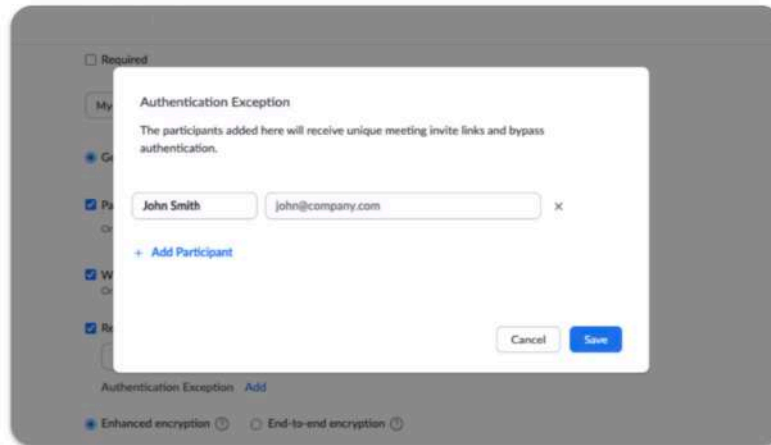 Required
My
Authentication Exception
The participants added here will receive unique meeting invite links and bypass
authentication.
John Smith john@company.com
+ Add Participant
Cancel Save
Authentication Exception Add
Enhanced encryption End-to-end encryption